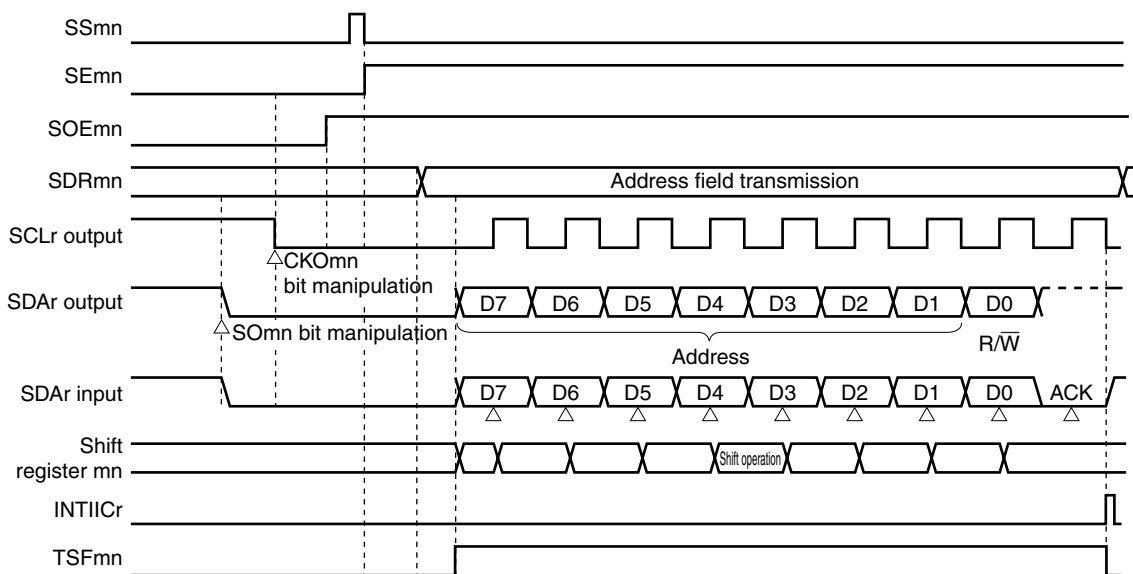 SSmn
SEmn
SOEmn
SDRmn
Address field transmission
SCLr output
CKOmn
bit manipulation
SDAr output
D7 D6 D5 D4 D3 D2 D1 D0
SOmn bit manipulation
Address
R/W̅
SDAr input
D7 D6 D5 D4 D3 D2 D1 D0 ACK
Shift
register mn
Shift operation
INTIICr
TSFmn